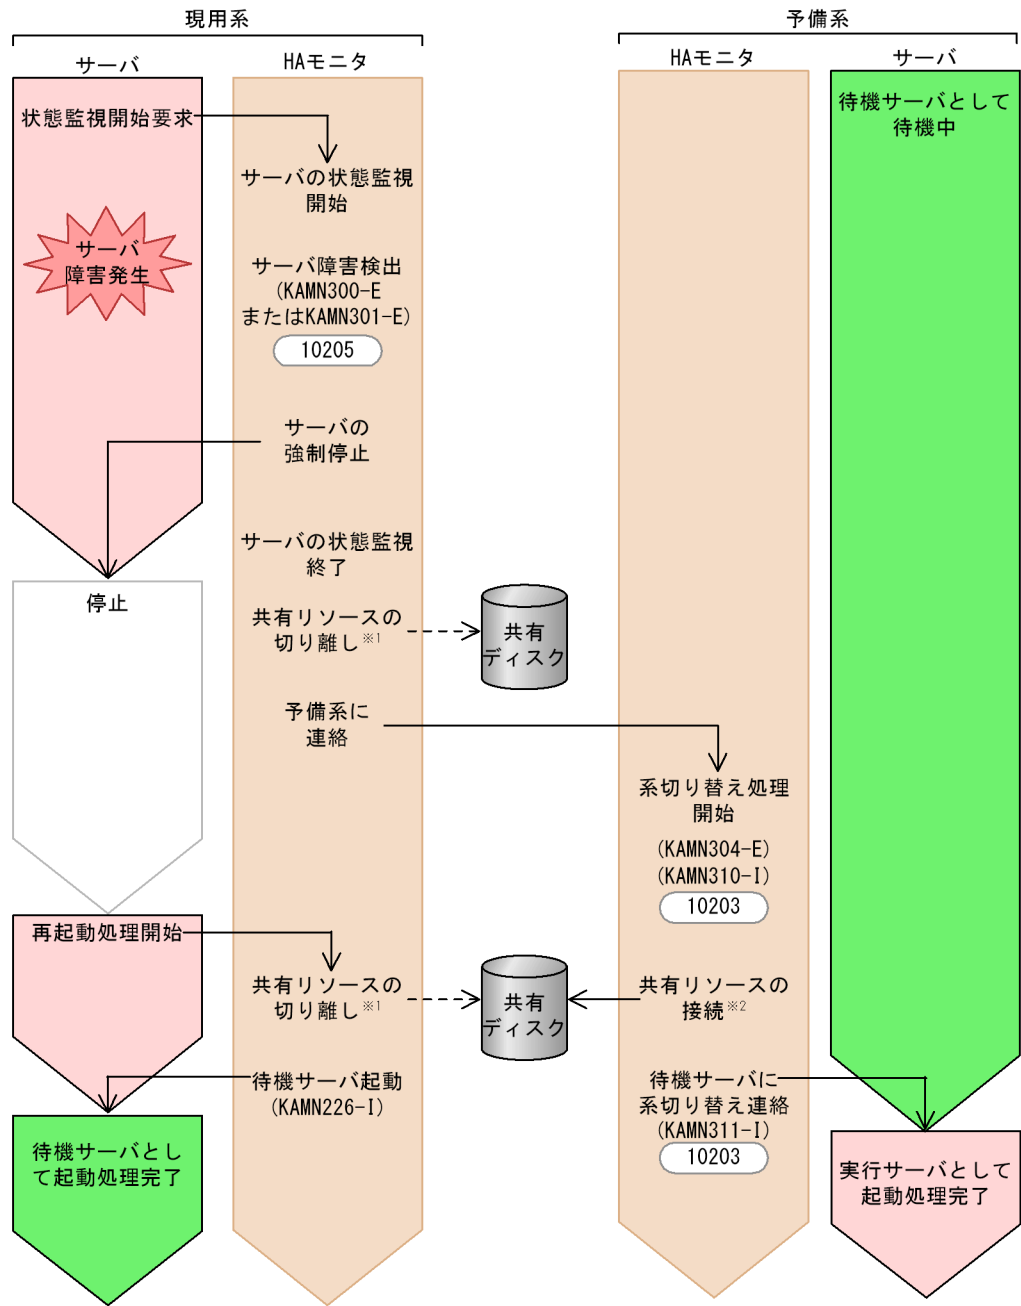 現用系
予備系
サーバ
HAモニタ
HAモニタ
サーバ
状態監視開始要求
待機サーバとして
待機中
サーバの状態監視
開始
サーバ
障害発生
サーバ障害検出
(KAMN300-E
またはKAMN301-E)
10205
サーバの
強制停止
サーバの状態監視
終了
停止
共有リソースの
切り離し※1
共有
ディスク
予備系に
連絡
系切り替え処理
開始
(KAMN304-E)
(KAMN310-I)
10203
再起動処理開始
共有リソースの
切り離し※1
共有
ディスク
共有リソースの
接続※2
待機サーバ起動
(KAMN226-I)
待機サーバに
系切り替え連絡
(KAMN311-I)
10203
待機サーバとし
て起動処理完了
実行サーバとして
起動処理完了